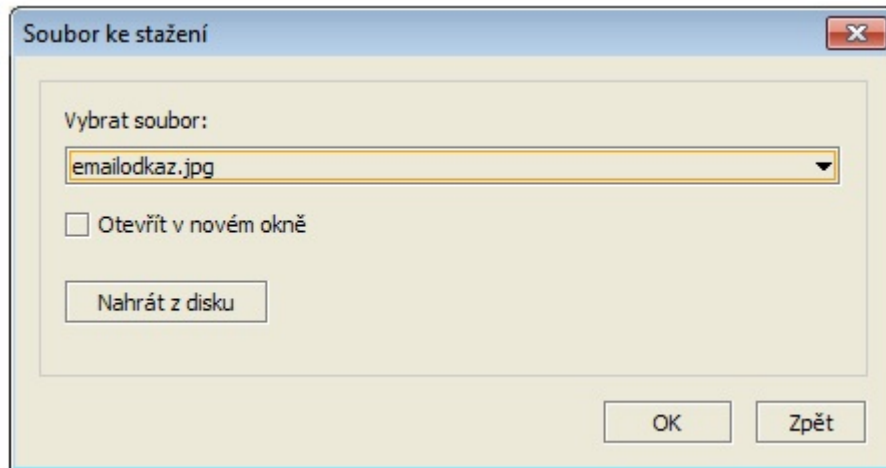 Soubor ke stažení
Vybrat soubor:
emailodkaz.jpg
Otevřít v novém okně
Nahrát z disku
OK
Zpět